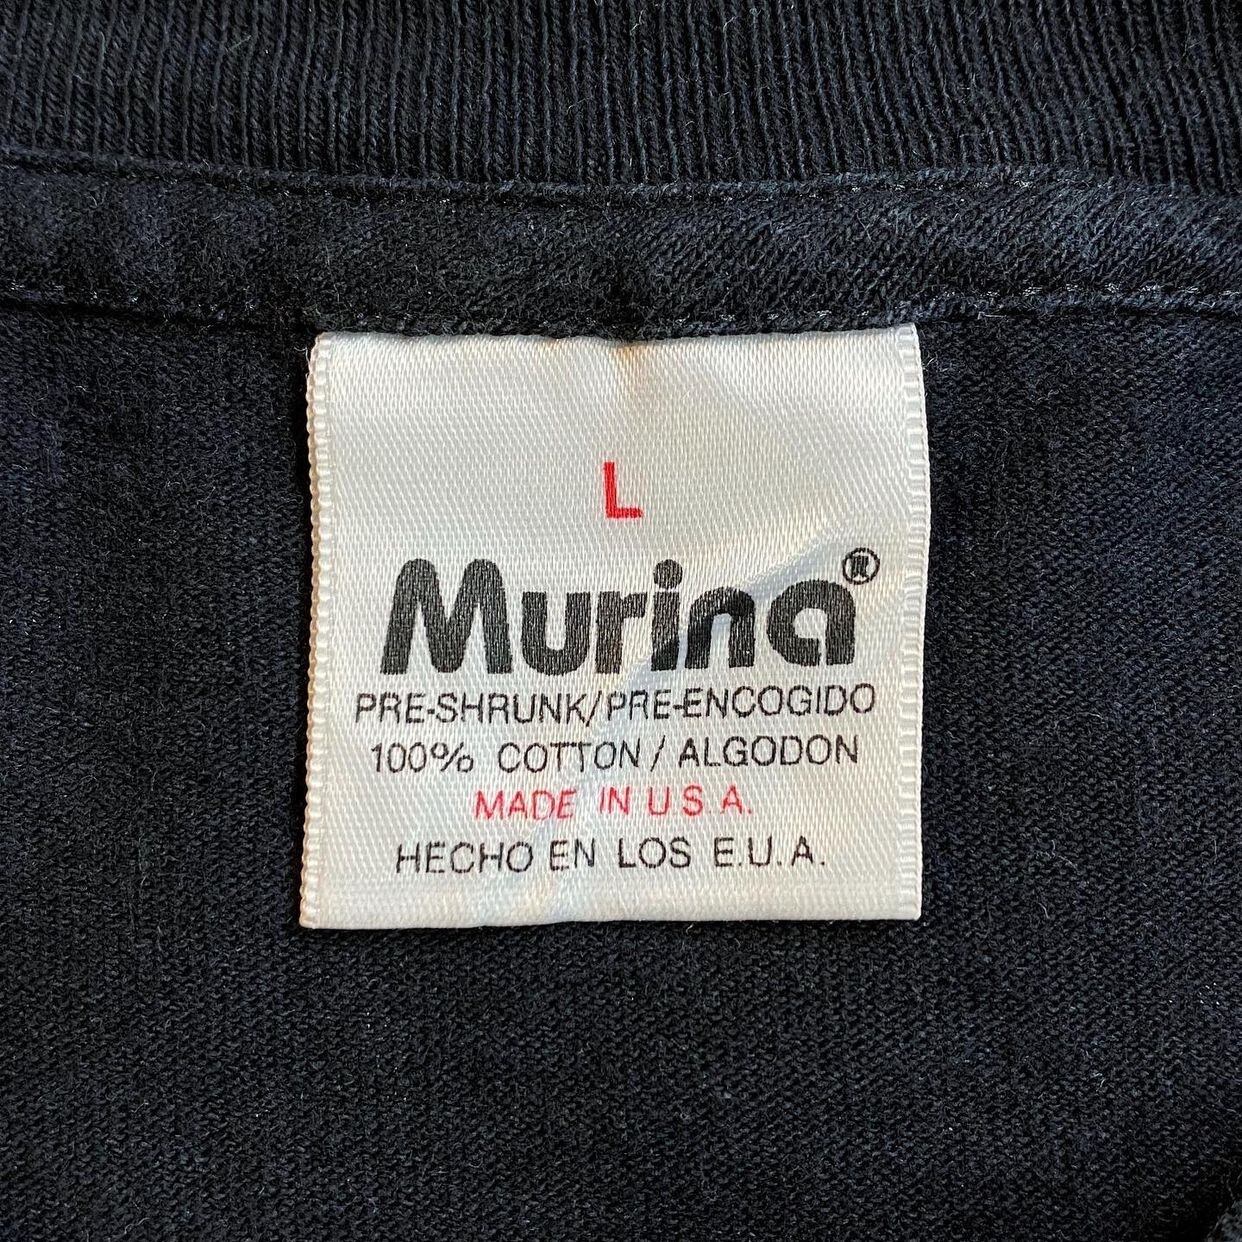 L
Murina®
PRE-SHRUNK/PRE-ENCOGIDO
100% COTTON / ALGODON
MADE IN U S A.
HECHO EN LOS E.U.A.